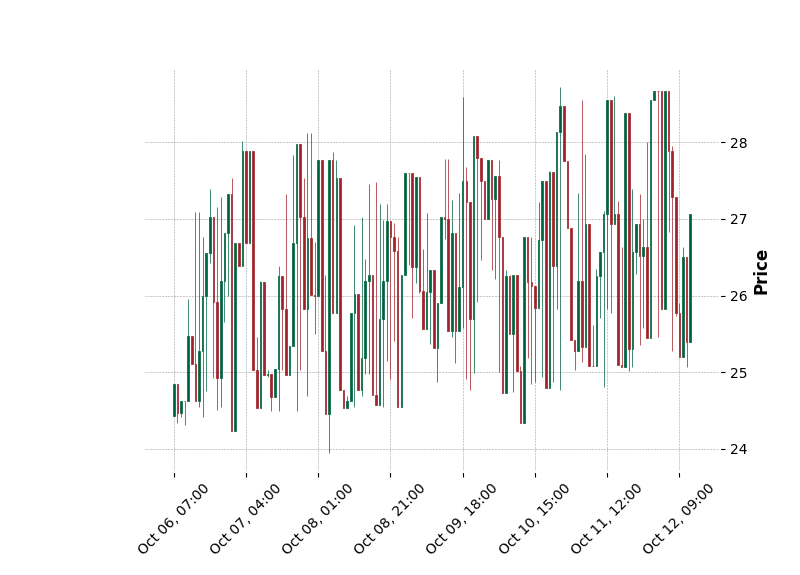 28
27
26
25
24
Price
Oct 06, 07:00
Oct 07, 04:00
Oct 08, 01:00
Oct 08, 21:00
Oct 09, 18:00
Oct 10, 15:00
Oct 11, 12:00
Oct 12, 09:00